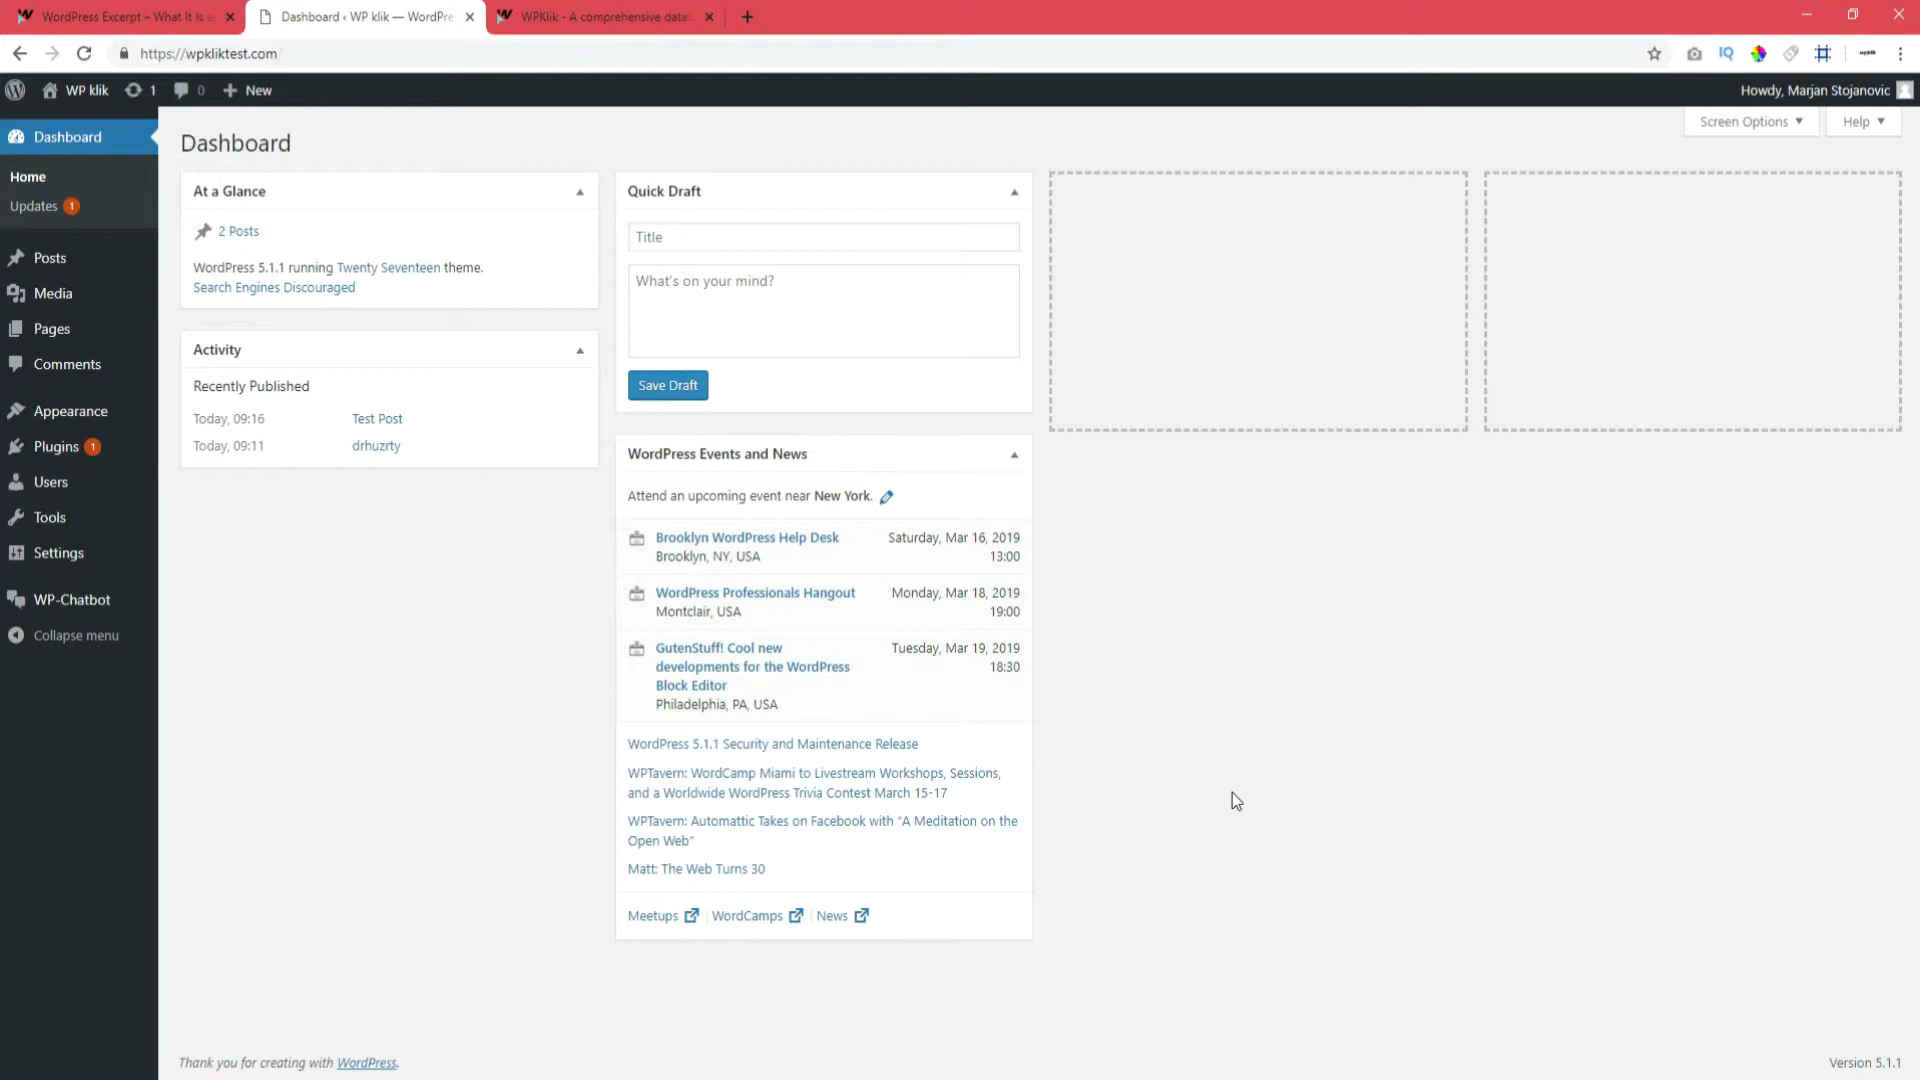 WordPress Excerpt – What It Is
Dashboard ‹ WP klik — WordPre
WPKlik - A comprehensive data
https://wpkliktest.com
IQ
WP klik
1
0
New
Howdy, Marjan Stojanovic
Dashboard
Home
Updates 1
Posts
Media
Pages
Comments
Appearance
Plugins 1
Users
Tools
Settings
WP-Chatbot
Collapse menu
Screen Options
Help
Dashboard
At a Glance
2 Posts
WordPress 5.1.1 running Twenty Seventeen theme.
Search Engines Discouraged
Activity
Recently Published
Today, 09:16 Test Post
Today, 09:11 drhuzrty
Quick Draft
Title
What's on your mind?
Save Draft
WordPress Events and News
Attend an upcoming event near New York.
Brooklyn WordPress Help Desk Saturday, Mar 16, 2019
Brooklyn, NY, USA 13:00
WordPress Professionals Hangout Monday, Mar 18, 2019
Montclair, USA 19:00
GutenStuff! Cool new Tuesday, Mar 19, 2019
developments for the WordPress 18:30
Block Editor
Philadelphia, PA, USA
WordPress 5.1.1 Security and Maintenance Release
WPTavern: WordCamp Miami to Livestream Workshops, Sessions,
and a Worldwide WordPress Trivia Contest March 15-17
WPTavern: Automattic Takes on Facebook with “A Meditation on the
Open Web”
Matt: The Web Turns 30
Meetups | WordCamps | News
Thank you for creating with WordPress.
Version 5.1.1